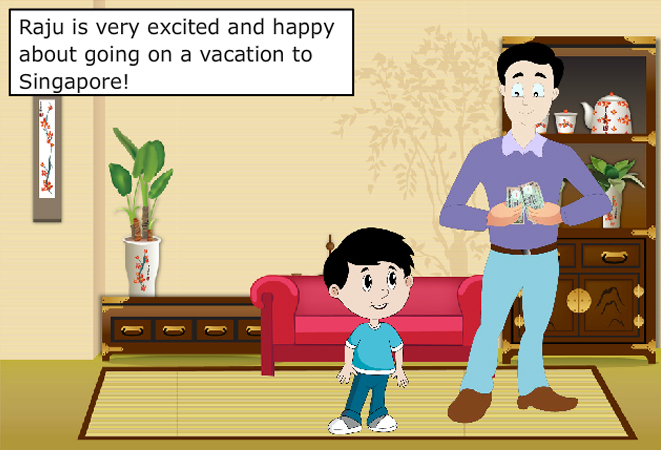 Raju is very excited and happy
about going on a vacation to
Singapore!